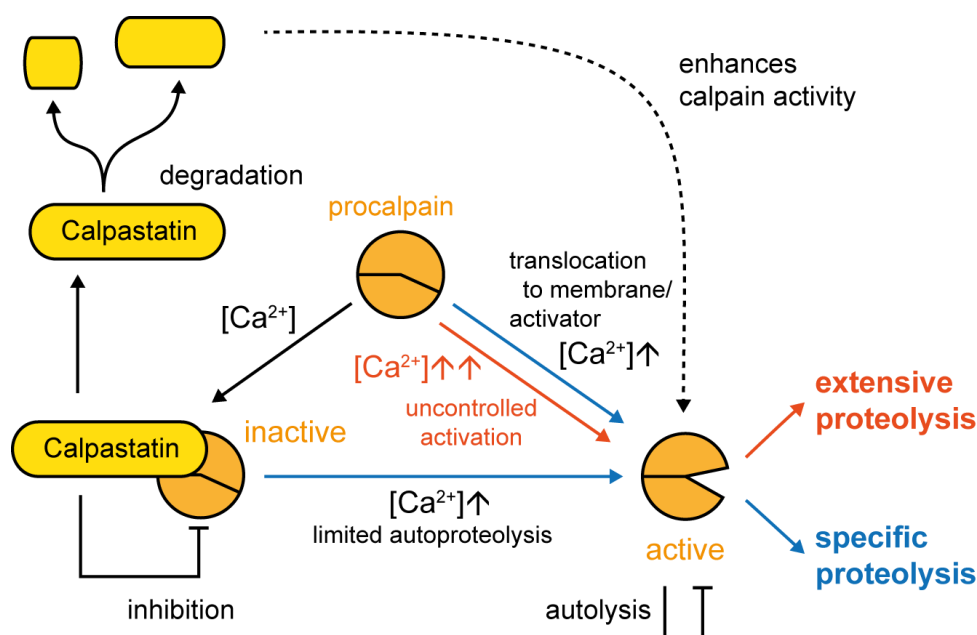 enhances
calpain activity
degradation
Calpastatin
procalpain
translocation
to membrane/
activator
[Ca²⁺]
[Ca²⁺]↑
[Ca²⁺]↑↑
uncontrolled
activation
extensive
proteolysis
Calpastatin
inactive
[Ca²⁺]↑
limited autoproteolysis
active
specific
proteolysis
inhibition
autolysis